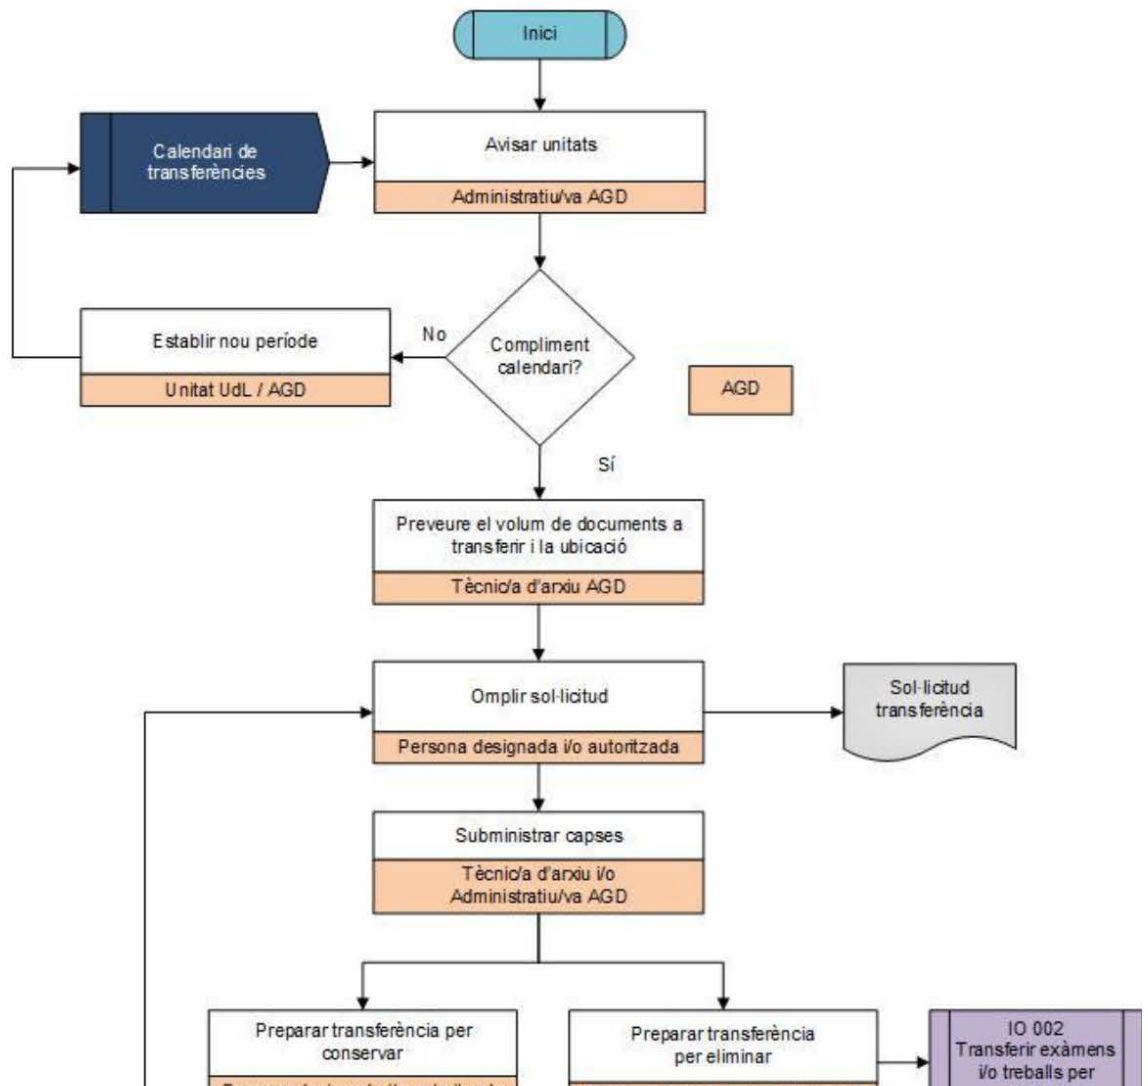 Inici
Calendari de
transferències
Avisar unitats
Administratiu/va AGD
Establir nou període
Unitat UdL / AGD
No
Compliment
calendari?
AGD
Sí
Preveure el volum de documents a
transferir i la ubicació
Tècnic/a d'arxiu AGD
Omplir sol·licitud
Persona designada i/o autoritzada
Sol·licitud
transferència
Subministrar capses
Tècnic/a d'arxiu i/o
Administratiu/va AGD
Preparar transferència per
conservar
Preparar transferència
per eliminar
IO 002
Transferir exàmens
i/o treballs per